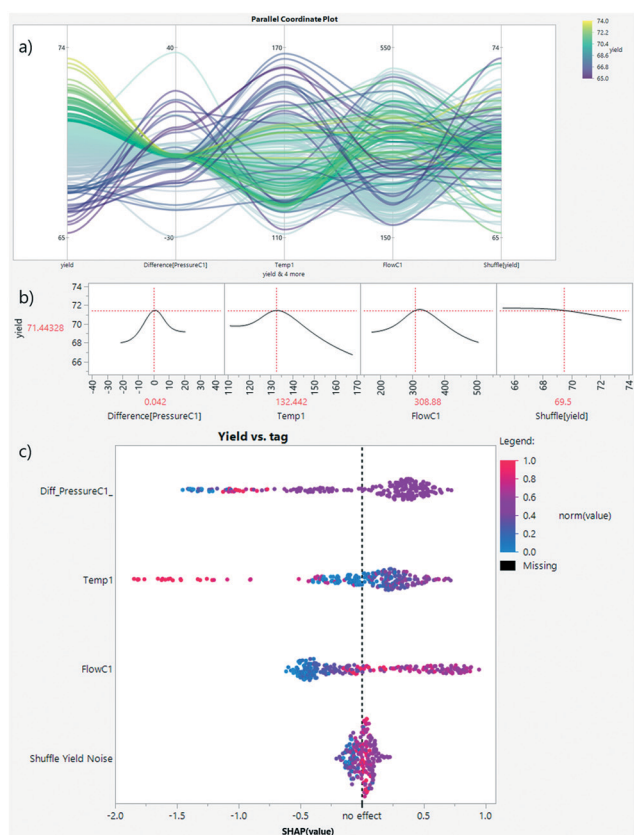 Parallel Coordinate Plot
a)
74 40 170 550 74
65 -30 110 150 65
yield Difference[PressureC1] Temp1 FlowC1 Shuffle[yield]
yield & 4 more
74.0
72.2
70.4
68.6
66.8
65.0
yield
b)
74
72
70
68
66
yield
71.44328
-40 -30 -20 -10 0 10 20 30 40 110 120 130 140 150 160 170 200 300 400 500 66 68 70 72 74
0.042 132.442 308.88 69.5
Difference[PressureC1] Temp1 FlowC1 Shuffle[yield]
c)
Yield vs. tag
Legend:
1.0
0.8
0.6
0.4
0.2
0.0
norm(value)
Missing
Diff_PressureC1_
Temp1
FlowC1
Shuffle Yield Noise
-2.0 -1.5 -1.0 -0.5 no effect 0.5 1.0
SHAP(value)